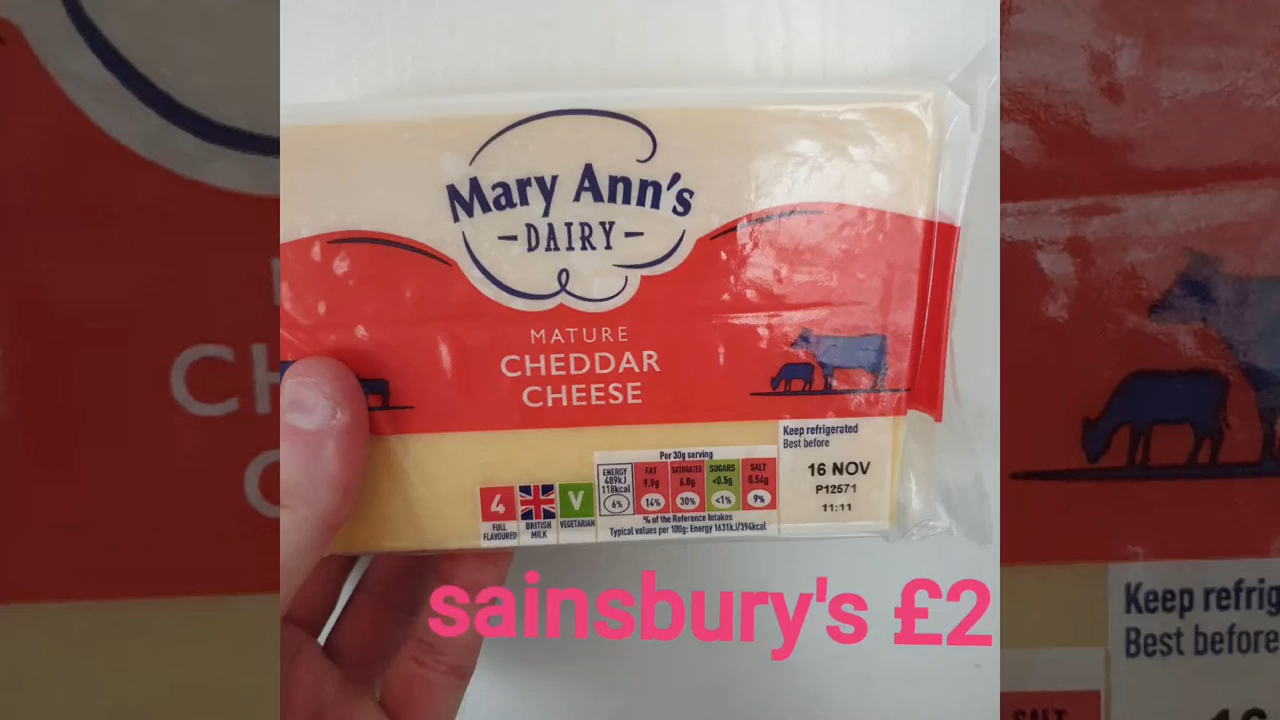 Mary Ann's
DAIRY
MATURE
CHEDDAR
CHEESE
Keep refrigerated
Best before
16 NOV
P12571
11:11
Per 30g serving
ENERGY
489kJ
118kcal
6%
FAT
9.9g
14%
SATURATES
6.0g
30%
SUGARS
<0.5g
<1%
SALT
0.54g
9%
% of the Reference Intakes
Typical values per 100g: Energy 1631kJ/394kcal
4
FULL
FLAVOURED
BRITISH
MILK
V
VEGETARIAN
sainsbury's £2
CH
C
Keep refrig
Best before
16
SALT